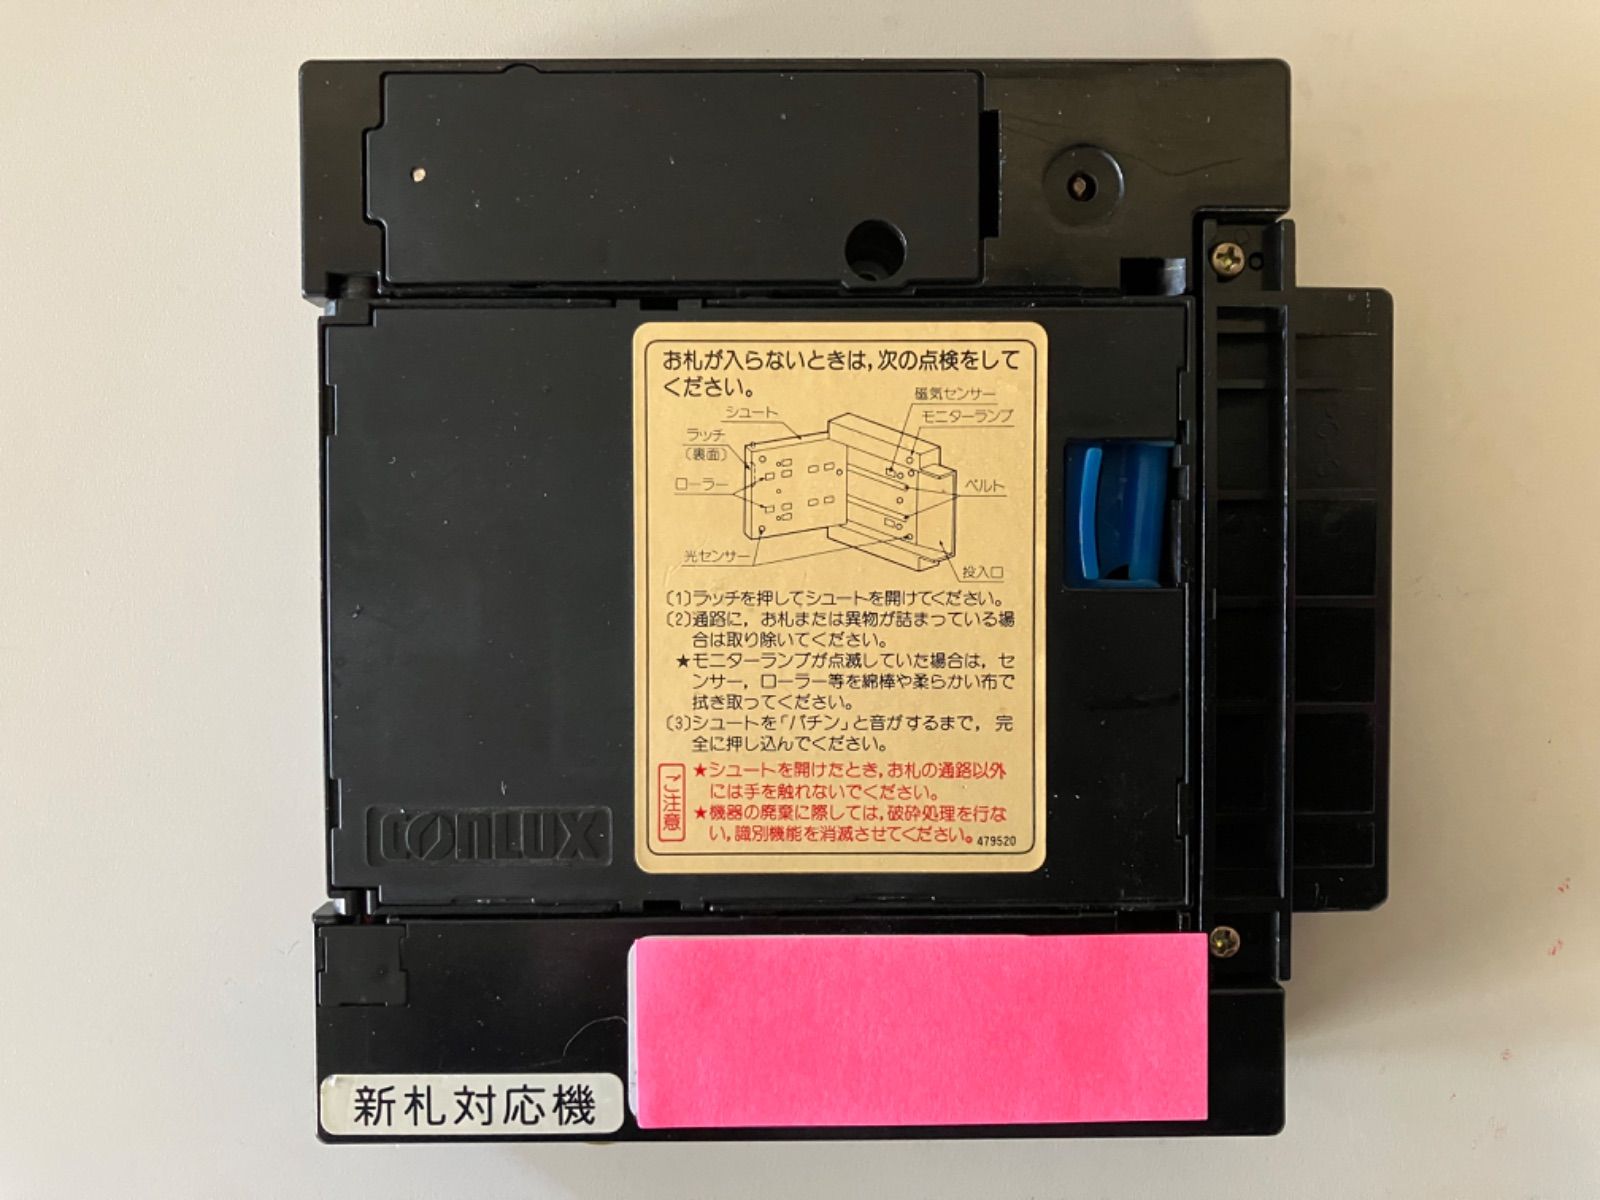 お札が入らないときは,次の点検をして
ください。
磁気センサー
シュート
モニターランプ
ラッチ
(裏面)
ローラー
ベルト
光センサー
投入口
(1)ラッチを押してシュートを開けてください。
(2)通路に，お札または異物が詰まっている場
合は取り除いてください。
★モニターランプが点滅していた場合は，セ
ンサー，ローラー等を綿棒や柔らかい布で
拭き取ってください。
(3)シュートを「パチン」と音がするまで，完
全に押し込んでください。
ご注意
★シュートを開けたとき,お札の通路以外
には手を触れないでください。
★機器の廃棄に際しては,破砕処理を行な
い,識別機能を消滅させてください。
479520
CONLUX
新札対応機